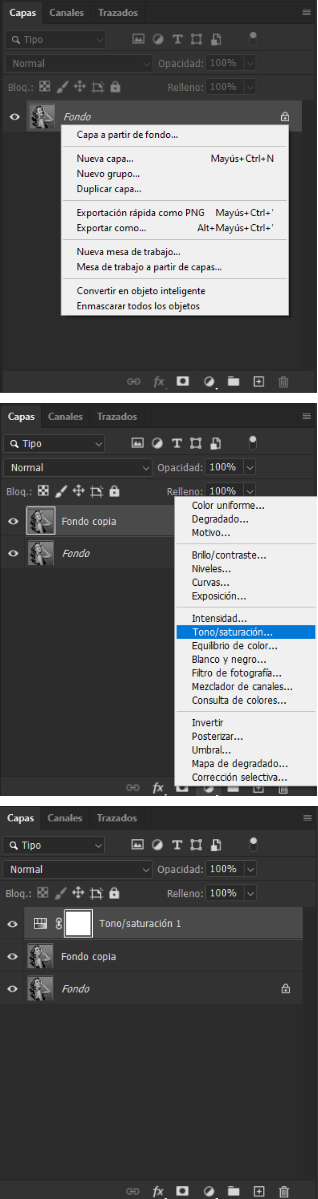 Capas Canales Trazados
Tipo
Normal Opacidad: 100%
Bloq.: Relleno: 100%
Fondo
Capa a partir de fondo...
Nueva capa... Mayús+Ctrl+N
Nuevo grupo...
Duplicar capa...
Exportación rápida como PNG Mayús+Ctrl+'
Exportar como... Alt+Mayús+Ctrl+'
Nueva mesa de trabajo...
Mesa de trabajo a partir de capas...
Convertir en objeto inteligente
Enmascarar todos los objetos
fx
Capas Canales Trazados
Tipo
Normal Opacidad: 100%
Bloq.: Relleno: 100%
Fondo copia
Fondo
Color uniforme...
Degradado...
Motivo...
Brillo/contraste...
Niveles...
Curvas...
Exposición...
Intensidad...
Tono/saturación...
Equilibrio de color...
Blanco y negro...
Filtro de fotografía...
Mezclador de canales...
Consulta de colores...
Invertir
Posterizar...
Umbral...
Mapa de degradado...
Corrección selectiva...
fx
Capas Canales Trazados
Tipo
Normal Opacidad: 100%
Bloq.: Relleno: 100%
Tono/saturación 1
Fondo copia
Fondo
fx